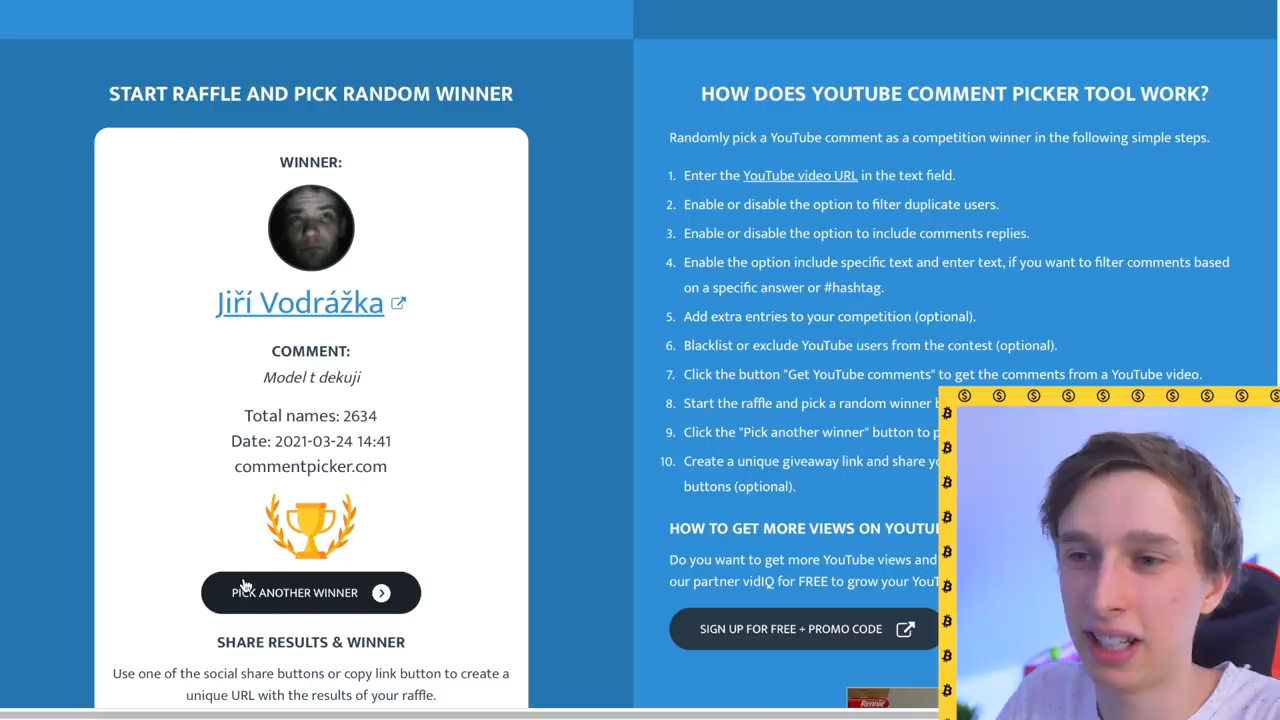 START RAFFLE AND PICK RANDOM WINNER
WINNER:
Jiří Vodrážka
COMMENT:
Model t dekuji
Total names: 2634
Date: 2021-03-24 14:41
commentpicker.com
PICK ANOTHER WINNER
SHARE RESULTS & WINNER
Use one of the social share buttons or copy link button to create a
unique URL with the results of your raffle.
HOW DOES YOUTUBE COMMENT PICKER TOOL WORK?
Randomly pick a YouTube comment as a competition winner in the following simple steps.
1. Enter the YouTube video URL in the text field.
2. Enable or disable the option to filter duplicate users.
3. Enable or disable the option to include comments replies.
4. Enable the option include specific text and enter text, if you want to filter comments based
on a specific answer or #hashtag.
5. Add extra entries to your competition (optional).
6. Blacklist or exclude YouTube users from the contest (optional).
7. Click the button "Get YouTube comments" to get the comments from a YouTube video.
8. Start the raffle and pick a random winner
9. Click the "Pick another winner" button to
10. Create a unique giveaway link and share
buttons (optional).
HOW TO GET MORE VIEWS ON
Do you want to get more YouTube views and
our partner vidIQ for FREE to grow your
SIGN UP FOR FREE + PROMO CODE
Rennie